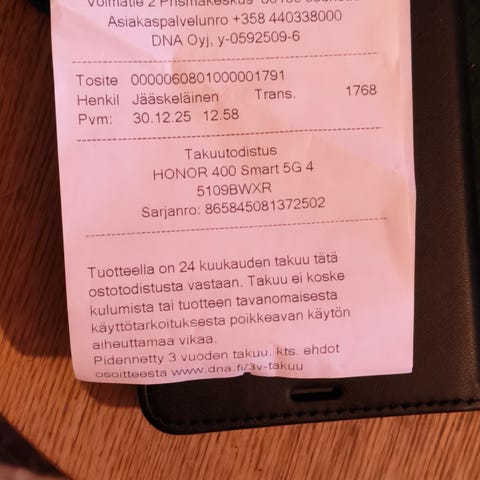 Voimatie 2 Prismakeskus
Asiakaspalvelunro +358 440338000
DNA Oyj, y-0592509-6
Tosite 0000060801000001791
Henkil Jääskeläinen Trans. 1768
Pvm: 30.12.25 12.58
Takuutodistus
HONOR 400 Smart 5G 4
5109BWXR
Sarjanro: 865845081372502
Tuotteella on 24 kuukauden takuu tätä
ostotodistusta vastaan. Takuu ei koske
kulumista tai tuotteen tavanomaisesta
käyttötarkoituksesta poikkeavan käytön
aiheuttamaa vikaa.
Pidennetty 3 vuoden takuu, kts. ehdot
osoitteesta www.dna.fi/3v-takuu